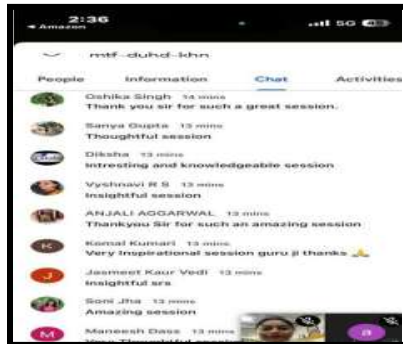 2:36
◄ Amazon
5G
mtf-duhd-khn
People Information Chat Activities
Oshika Singh 14 mins
Thank you sir for such a great session.
Sanya Gupta 13 mins
Thoughtful session
Diksha 13 mins
Intresting and knowledgeable session
Vyshnavi R S 13 mins
Insightful session
ANJALI AGGARWAL 13 mins
Thankyou Sir for such an amazing session
K
Komal Kumari 13 mins
Very Inspirational session guru ji thanks 🙏
J
Jasmeet Kaur Vedi 13 mins
Insightful srs
Soni Jha 13 mins
Amazing session
M
Maneesh Dass 13 mins
a